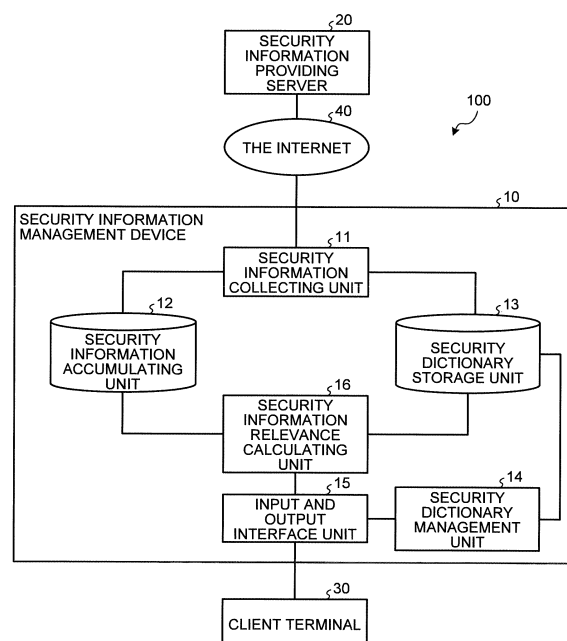 20
SECURITY
INFORMATION
PROVIDING
SERVER
100
40
THE INTERNET
10
SECURITY INFORMATION
MANAGEMENT DEVICE
11
SECURITY
INFORMATION
COLLECTING UNIT
12
SECURITY
INFORMATION
ACCUMULATING
UNIT
13
SECURITY
DICTIONARY
STORAGE UNIT
16
SECURITY
INFORMATION
RELEVANCE
CALCULATING
UNIT
15
INPUT AND
OUTPUT
INTERFACE UNIT
14
SECURITY
DICTIONARY
MANAGEMENT
UNIT
30
CLIENT TERMINAL